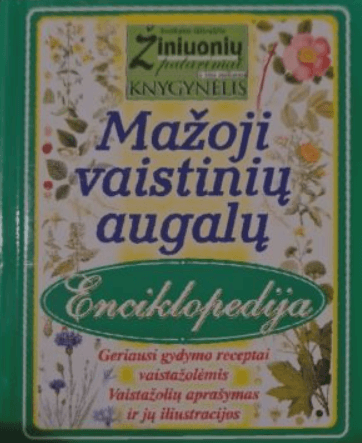 Žiniuonių
patarimai
KNYGYNĖLIS
Mažoji
vaistinių
augalų
Enciklopedija
Geriausi gydymo receptai
vaistažolėmis
Vaistažolių aprašymas
ir jų iliustracijos